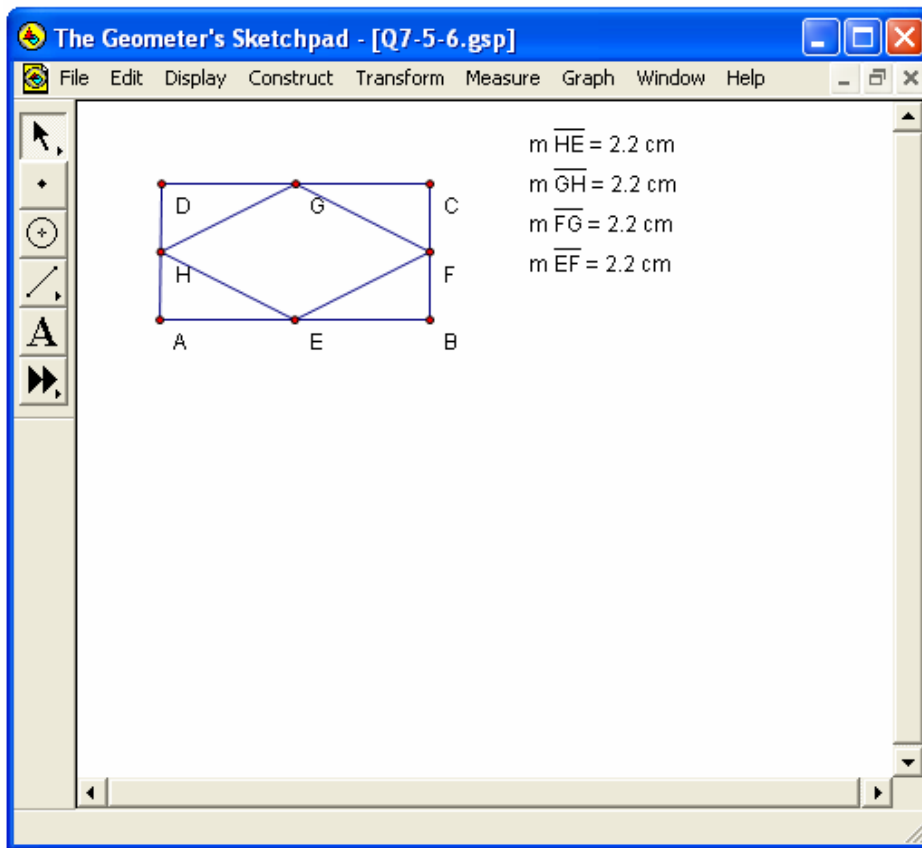 The Geometer's Sketchpad - [Q7-5-6.gsp]
File Edit Display Construct Transform Measure Graph Window Help
A
m HE = 2.2 cm
m GH = 2.2 cm
m FG = 2.2 cm
m EF = 2.2 cm
D G C
H F
A E B